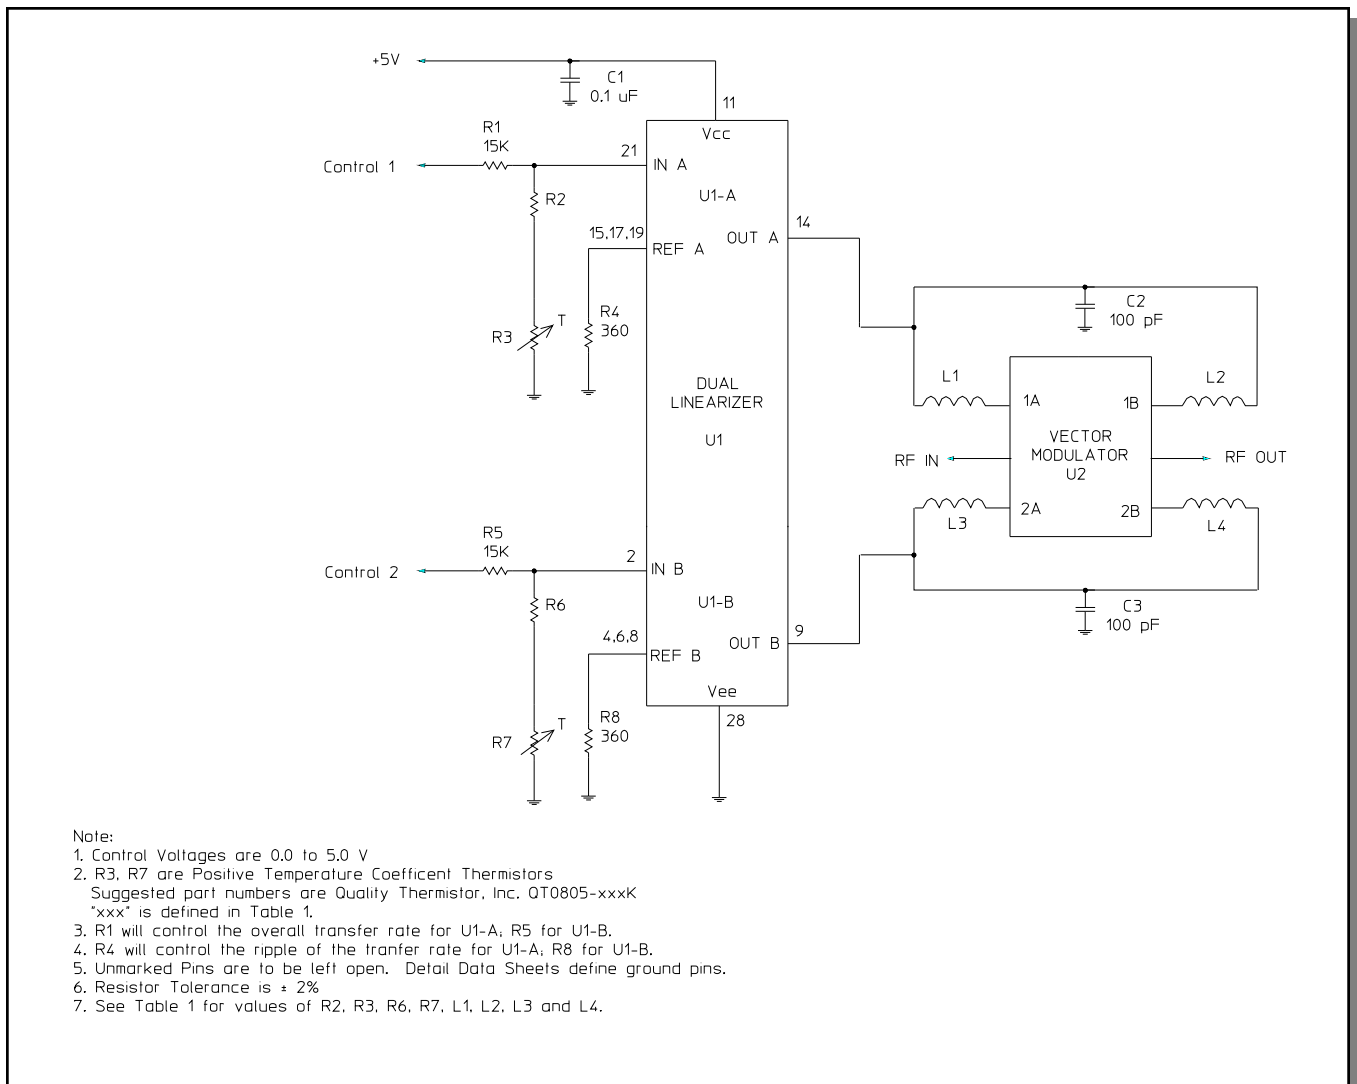 +5V
C1
0.1 uF
11
Vcc
R1
15K
Control 1
21
IN A
R2
U1-A
14
15,17,19
REF A
OUT A
R3
T
R4
360
C2
100 pF
DUAL
LINEARIZER
U1
L1
L2
1A
1B
VECTOR
MODULATOR
U2
RF IN
RF OUT
2A
2B
L3
L4
R5
15K
Control 2
2
IN B
R6
U1-B
9
4,6,8
REF B
OUT B
C3
100 pF
Vee
28
R7
T
R8
360
Note:
1. Control Voltages are 0.0 to 5.0 V
2. R3, R7 are Positive Temperature Coefficent Thermistors
Suggested part numbers are Quality Thermistor, Inc. QT0805-xxxK
"xxx" is defined in Table 1.
3. R1 will control the overall transfer rate for U1-A; R5 for U1-B.
4. R4 will control the ripple of the tranfer rate for U1-A; R8 for U1-B.
5. Unmarked Pins are to be left open. Detail Data Sheets define ground pins.
6. Resistor Tolerance is ± 2%
7. See Table 1 for values of R2, R3, R6, R7, L1, L2, L3 and L4.